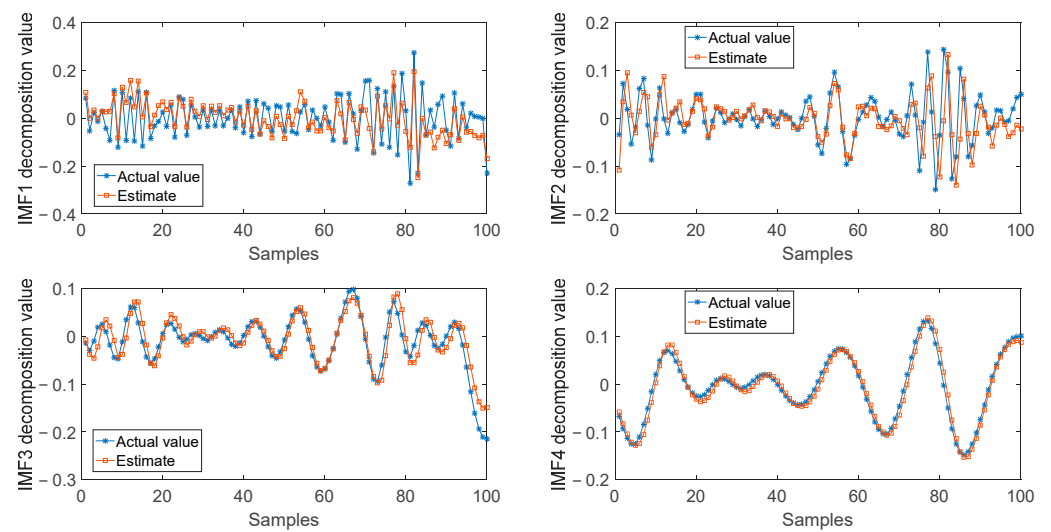 IMF1 decomposition value
0.4
0.2
0
−0.2
−0.4
Actual value
Estimate
0 20 40 60 80 100
Samples
IMF2 decomposition value
0.2
0.1
0
−0.1
−0.2
Actual value
Estimate
0 20 40 60 80 100
Samples
IMF3 decomposition value
0.1
0
−0.1
−0.2
−0.3
Actual value
Estimate
0 20 40 60 80 100
Samples
IMF4 decomposition value
0.2
0.1
0
−0.1
−0.2
Actual value
Estimate
0 20 40 60 80 100
Samples